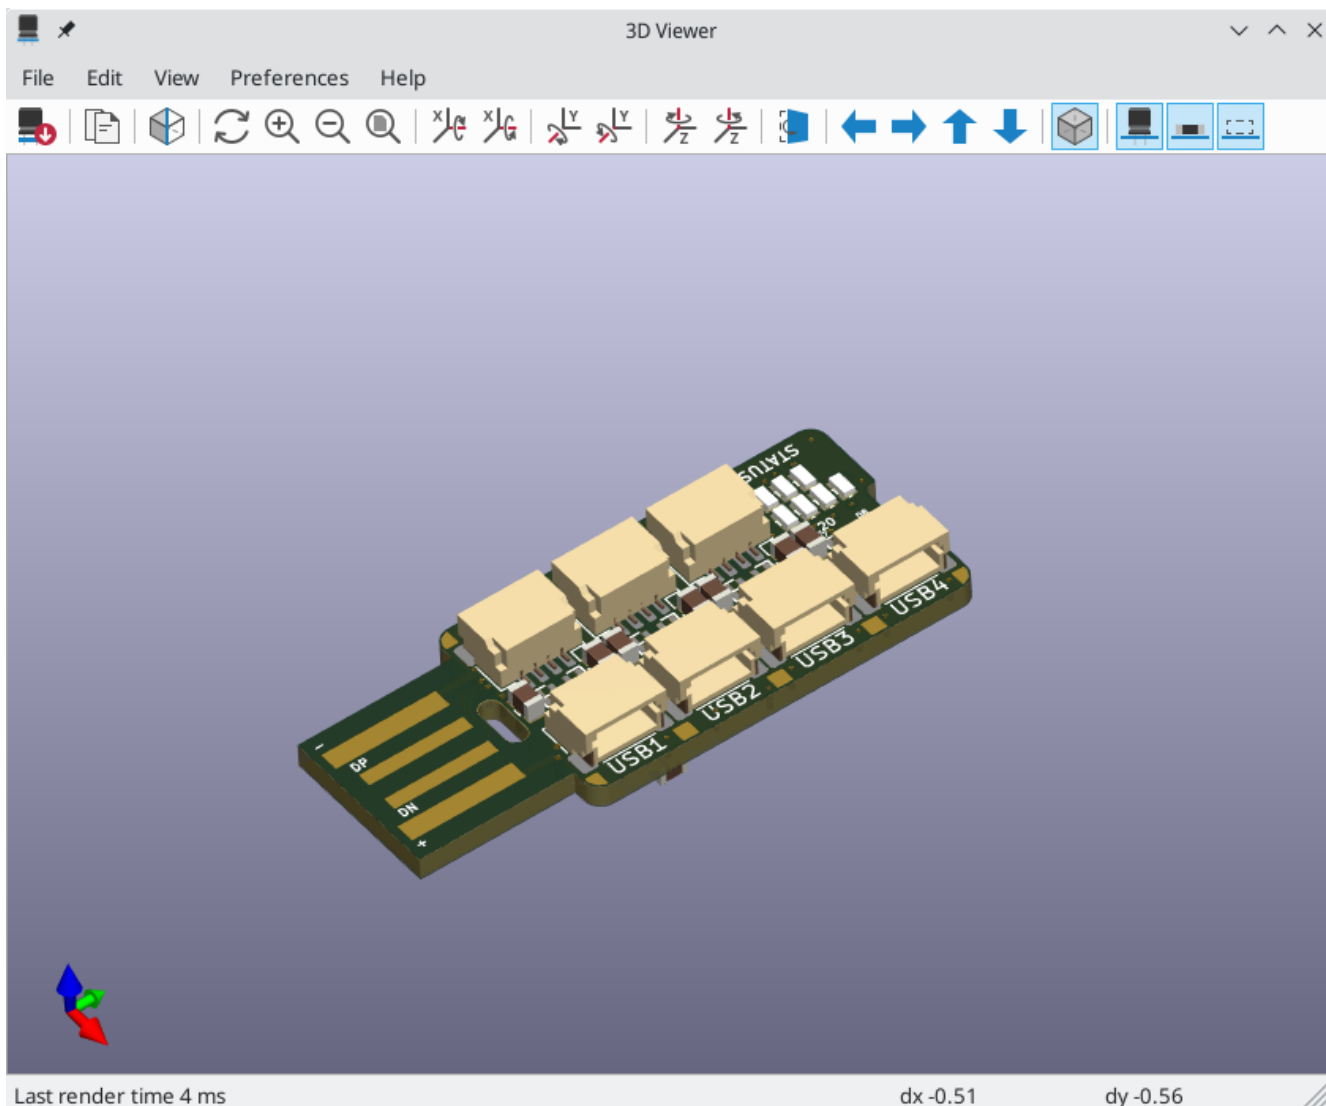 3D Viewer
File Edit View Preferences Help
STATUS
USB4
USB3
USB2
USB1
-
DP
DN
+
Last render time 4 ms dx -0.51 dy -0.56